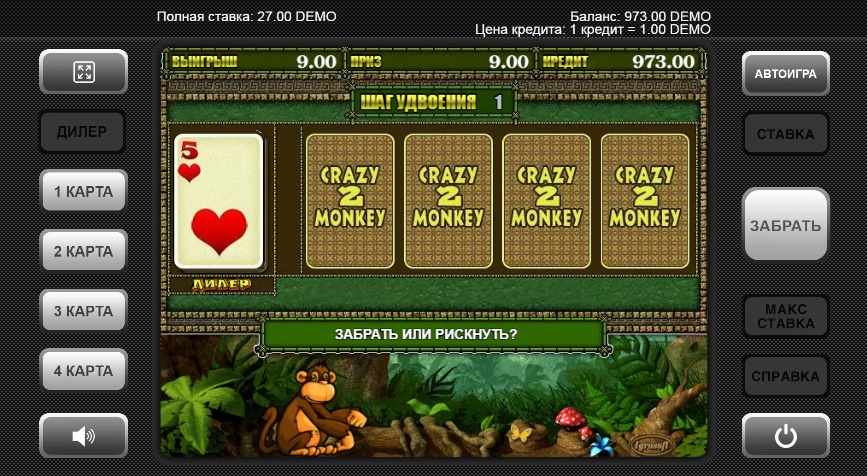 Полная ставка: 27.00 DEMO
Баланс: 973.00 DEMO
Цена кредита: 1 кредит = 1.00 DEMO
ВЫИГРЫШ 9.00 ПРИЗ 9.00 КРЕДИТ 973.00
АВТОИГРА
ШАГ УДВОЕНИЯ 1
ДИЛЕР
СТАВКА
5
CRAZY
2
MONKEY
CRAZY
2
MONKEY
CRAZY
2
MONKEY
CRAZY
2
MONKEY
1 КАРТА
2 КАРТА
ЗАБРАТЬ
ДИЛЕР
3 КАРТА
МАКС
СТАВКА
ЗАБРАТЬ ИЛИ РИСКНУТЬ?
4 КАРТА
СПРАВКА
Igrosoft